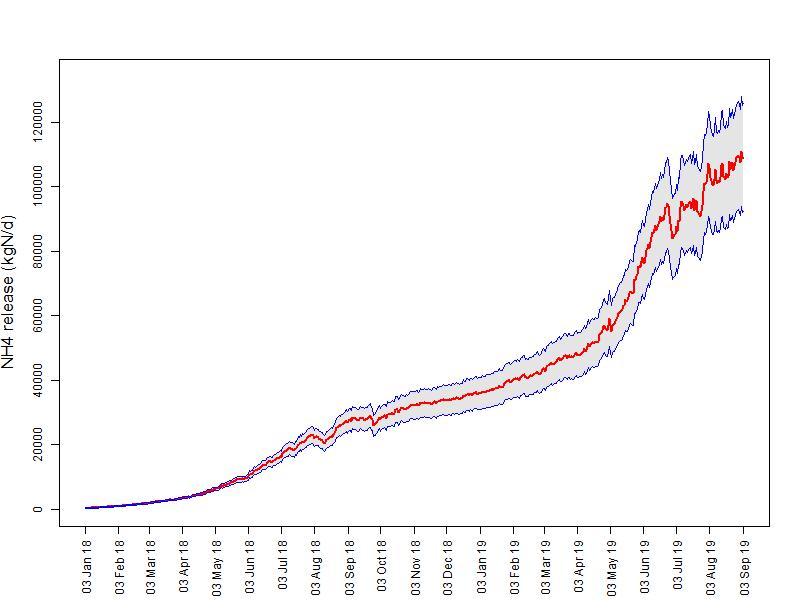 NH4 release (kgN/d)
120000
100000
80000
60000
40000
20000
0
03 Jan 18
03 Feb 18
03 Mar 18
03 Apr 18
03 May 18
03 Jun 18
03 Jul 18
03 Aug 18
03 Sep 18
03 Oct 18
03 Nov 18
03 Dec 18
03 Jan 19
03 Feb 19
03 Mar 19
03 Apr 19
03 May 19
03 Jun 19
03 Jul 19
03 Aug 19
03 Sep 19